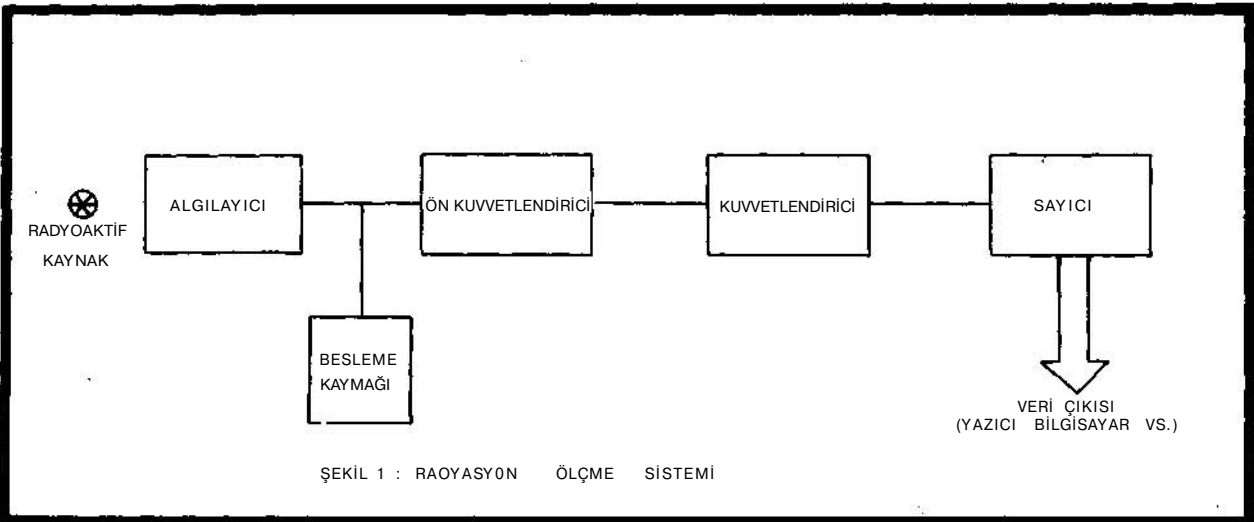 RADYOAKTİF
KAYNAK
ALGILAYICI
ÖN KUVVETLENDİRİCİ
KUVVETLENDİRİCİ
SAYICI
BESLEME
KAYMAĞI
VERİ ÇIKISI
(YAZICI BİLGİSAYAR VS.)
ŞEKİL 1 : RAOYASY0N ÖLÇME SİSTEMİ